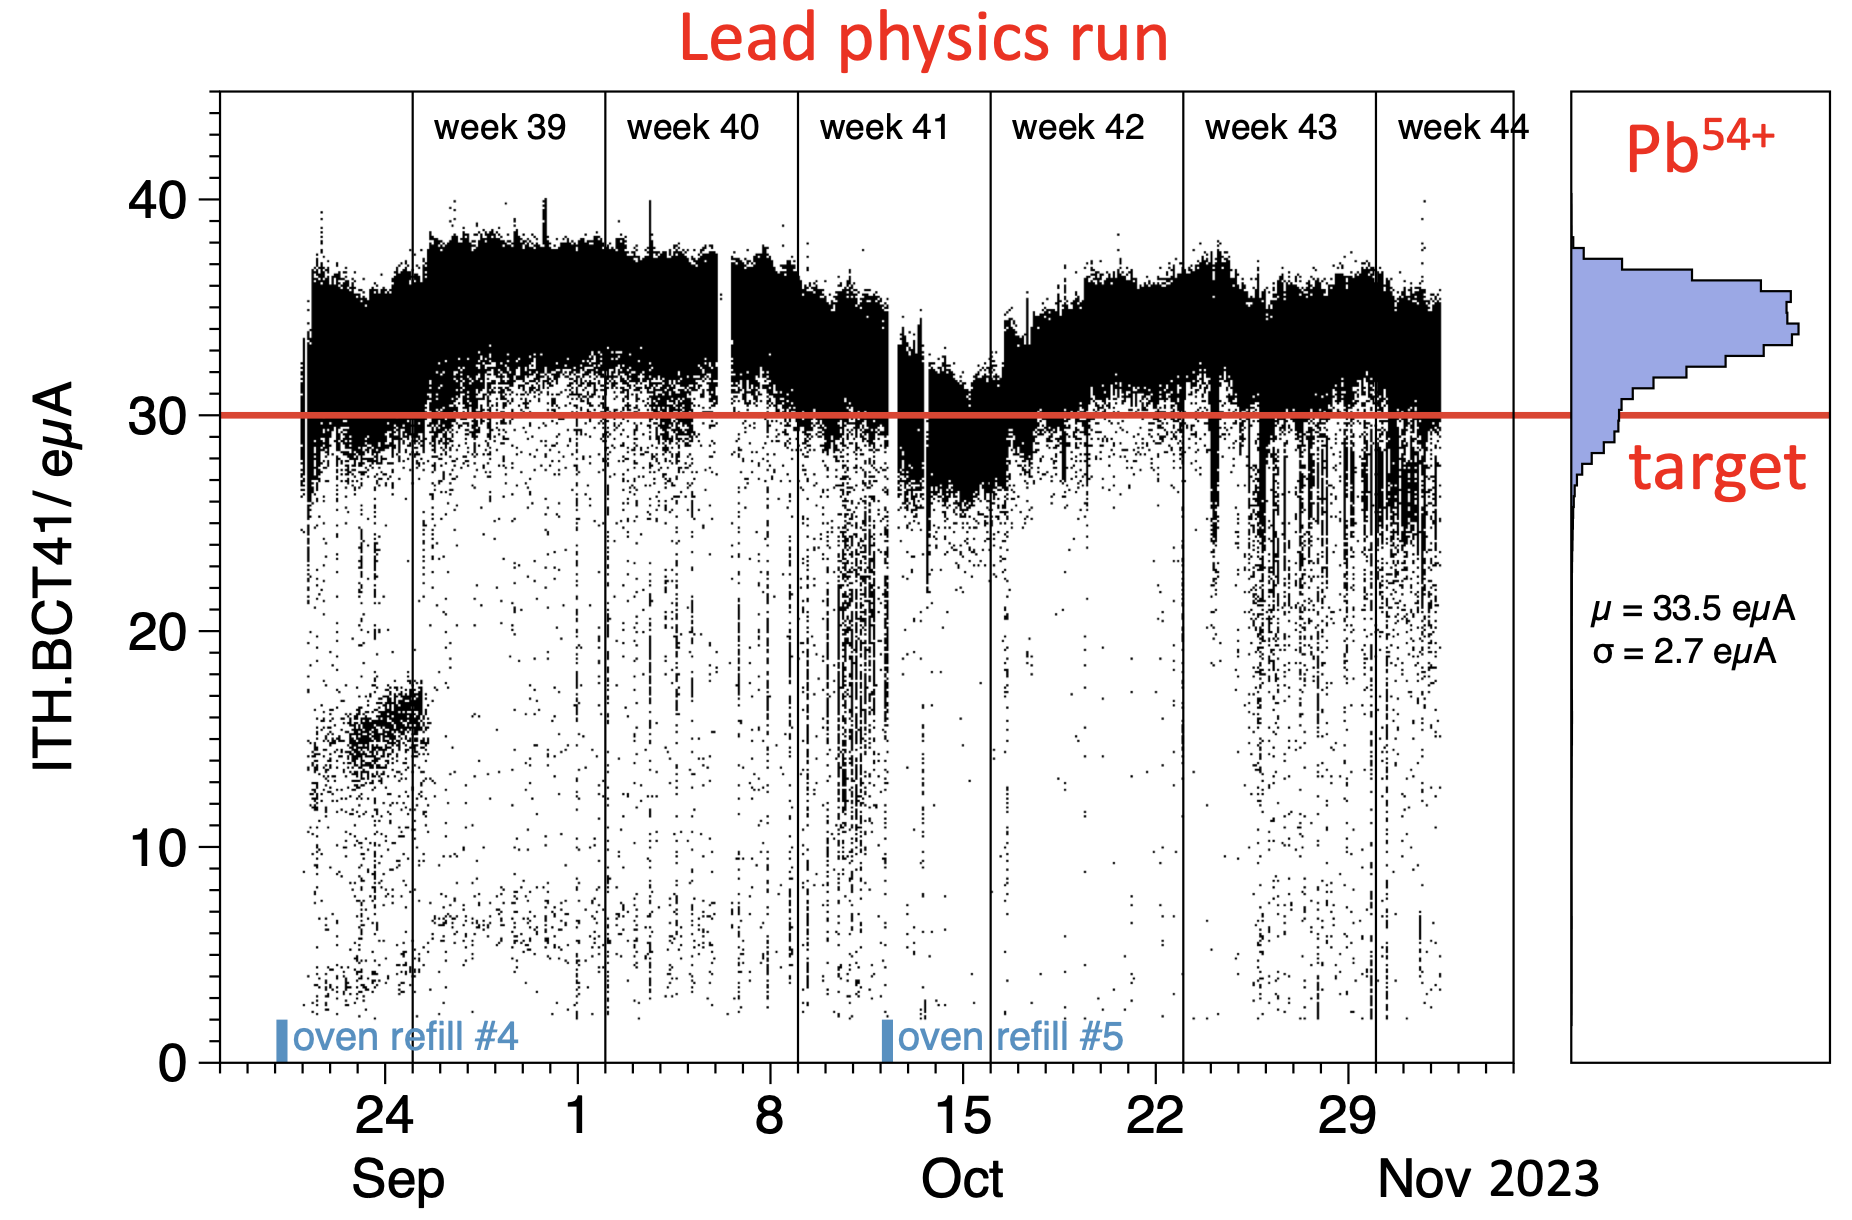 Lead physics run
week 39 week 40 week 41 week 42 week 43 week 44
Pb⁵⁴⁺
40
30
20
10
0
ITH.BCT41/ eµA
target
µ = 33.5 eµA
σ = 2.7 eµA
oven refill #4 oven refill #5
24 1 8 15 22 29
Sep Oct Nov 2023